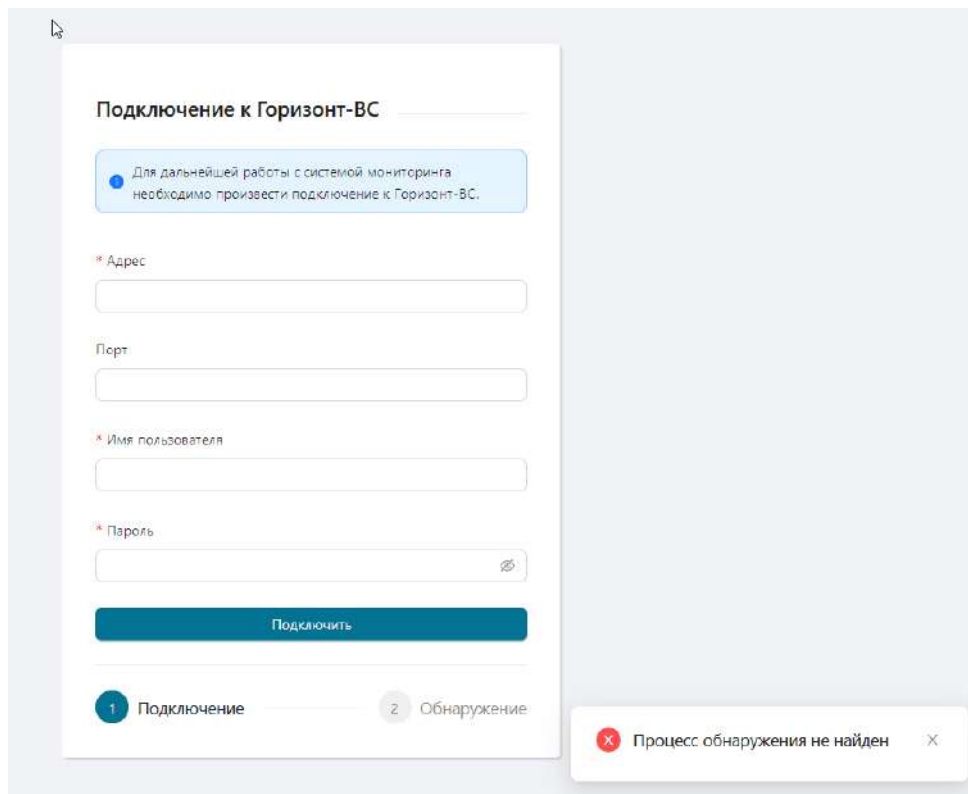 Подключение к Горизонт-ВС
Для дальнейшей работы с системой мониторинга
необходимо произвести подключение к Горизонт-ВС.
* Адрес
Порт
* Имя пользователя
* Пароль
Подключить
1 Подключение
2 Обнаружение
Процесс обнаружения не найден